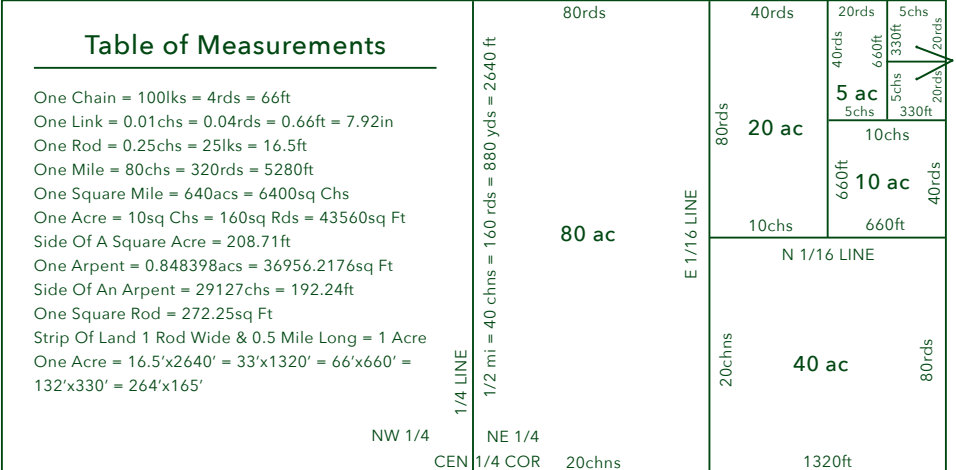 Table of Measurements
One Chain = 100lks = 4rds = 66ft
One Link = 0.01chs = 0.04rds = 0.66ft = 7.92in
One Rod = 0.25chs = 25lks = 16.5ft
One Mile = 80chs = 320rds = 5280ft
One Square Mile = 640acs = 6400sq Chs
One Acre = 10sq Chs = 160sq Rds = 43560sq Ft
Side Of A Square Acre = 208.71ft
One Arpent = 0.848398acs = 36956.2176sq Ft
Side Of An Arpent = 29127chs = 192.24ft
One Square Rod = 272.25sq Ft
Strip Of Land 1 Rod Wide & 0.5 Mile Long = 1 Acre
One Acre = 16.5’x2640’ = 33’x1320’ = 66’x660’ =
132’x330’ = 264’x165’
NW 1/4
1/4 LINE
CEN 1/4 COR
NE 1/4
1/2 mi = 40 chns = 160 rds = 880 yds = 2640 ft
80rds
80 ac
20chns
E 1/16 LINE
40rds
80rds
20 ac
10chs
20rds
40rds
660ft
5 ac
5chs
5chs
330ft
20rds
5chs
20rds
330ft
10chs
660ft
10 ac
40rds
660ft
N 1/16 LINE
20chns
40 ac
80rds
1320ft